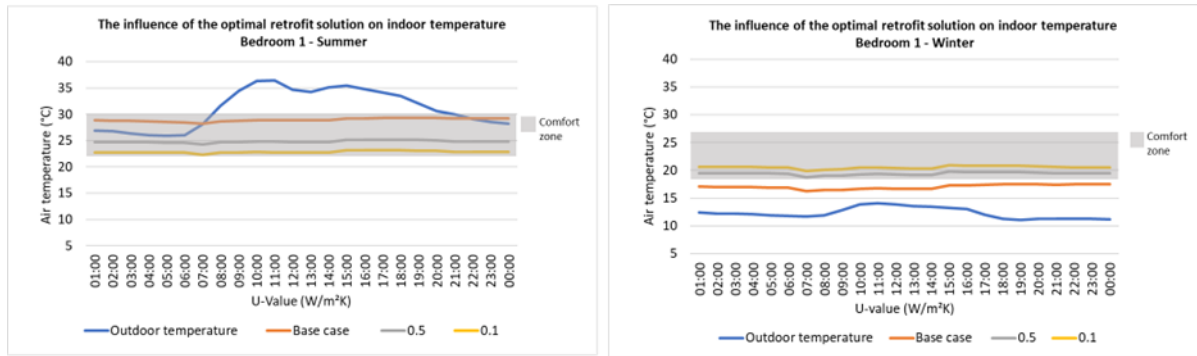 The influence of the optimal retrofit solution on indoor temperature
Bedroom 1 - Summer
40
35
30
25
20
15
10
5
Air temperature (°C)
Comfort
zone
01:00 02:00 03:00 04:00 05:00 06:00 07:00 08:00 09:00 10:00 11:00 12:00 13:00 14:00 15:00 16:00 17:00 18:00 19:00 20:00 21:00 22:00 23:00 00:00
U-Value (W/m²K)
Outdoor temperature Base case 0.5 0.1
The influence of the optimal retrofit solution on indoor temperature
Bedroom 1 - Winter
40
35
30
25
20
15
10
5
Air temperature (°C)
Comfort
zone
01:00 02:00 03:00 04:00 05:00 06:00 07:00 08:00 09:00 10:00 11:00 12:00 13:00 14:00 15:00 16:00 17:00 18:00 19:00 20:00 21:00 22:00 23:00 00:00
U-value (W/m²K)
Outdoor temperature Base case 0.5 0.1